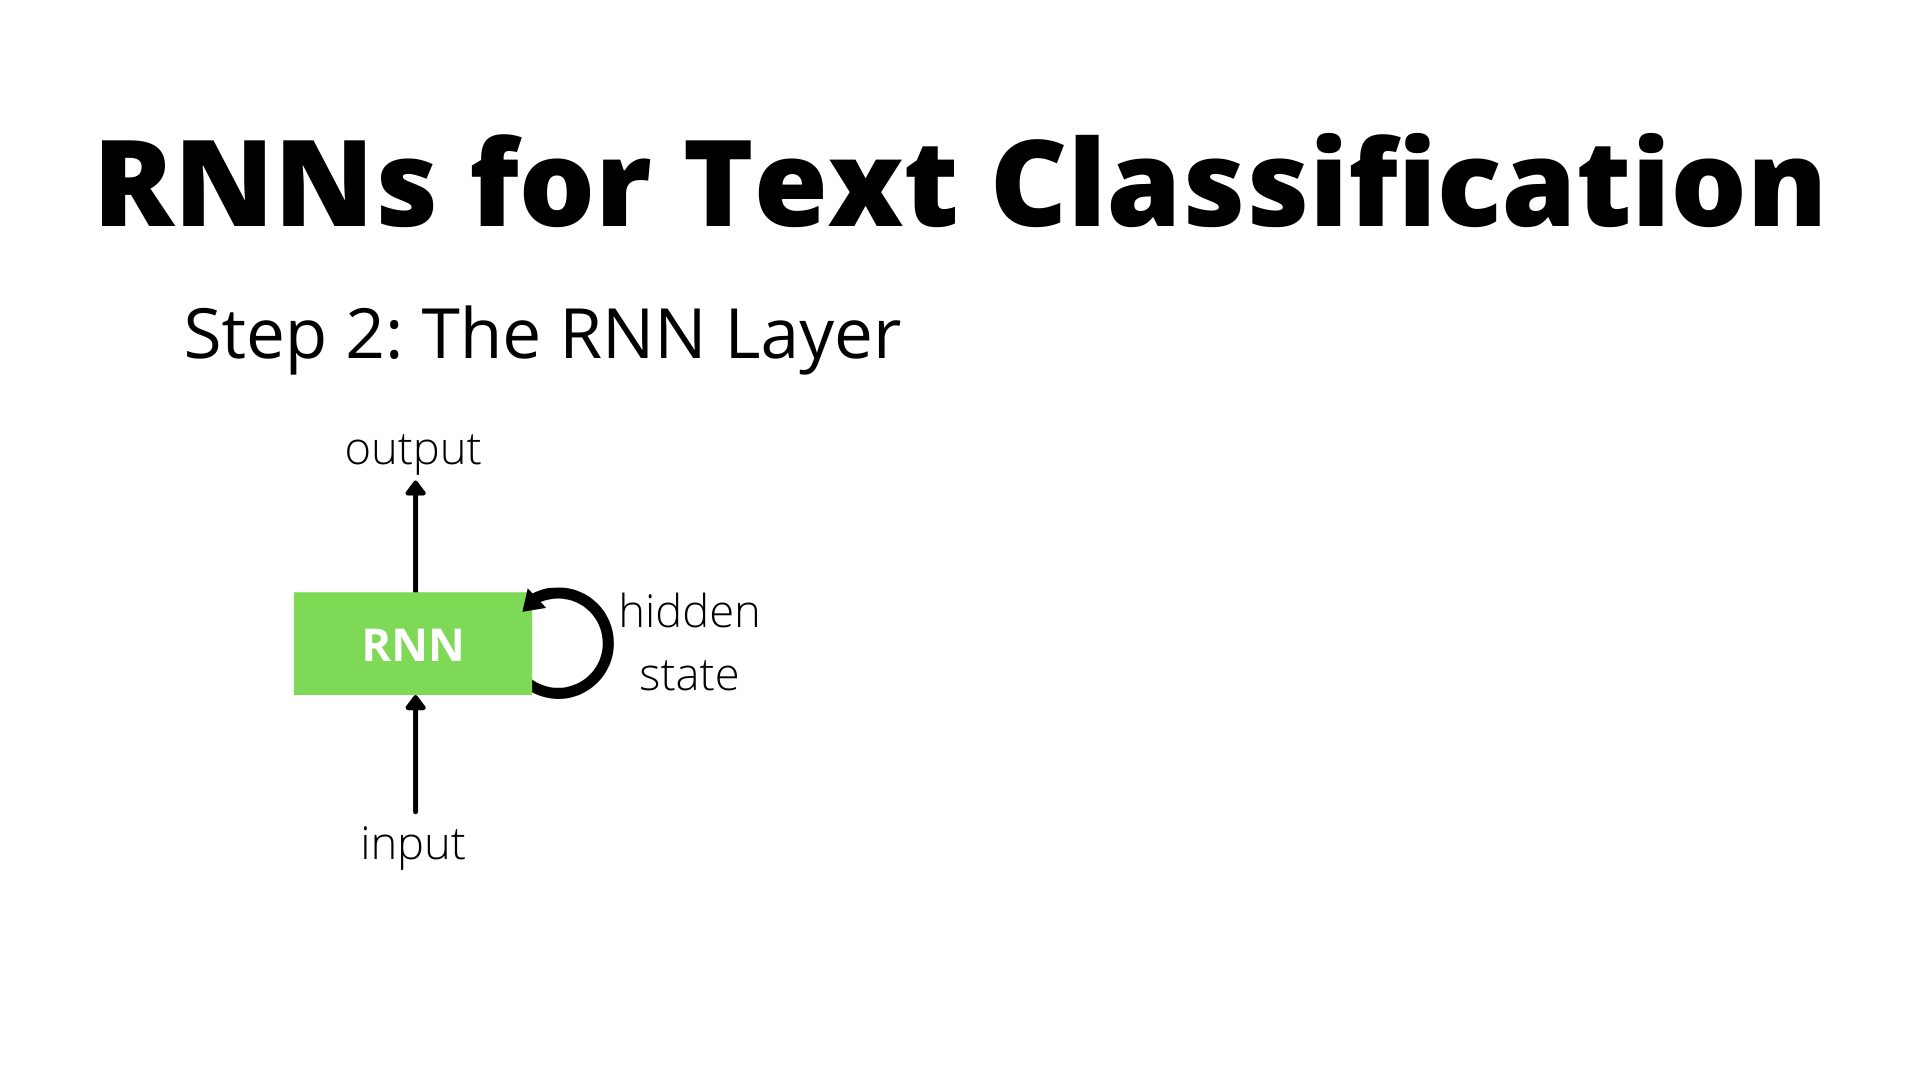 RNNs for Text Classification
Step 2: The RNN Layer
output
RNN
hidden
state
input